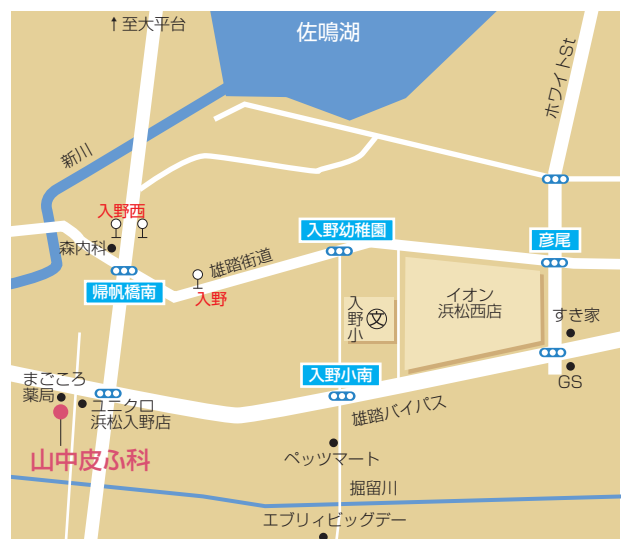 ↑至大平台
佐鳴湖
ホワイトSt
新川
入野西
森内科
入野幼稚園
彦尾
雄踏街道
帰帆橋南
入野
イオン
浜松西店
入野小
文
すき家
入野小南
GS
まごころ
薬局
ユニクロ
浜松入野店
雄踏バイパス
山中皮ふ科
ペッツマート
掘留川
エブリィビッグデー